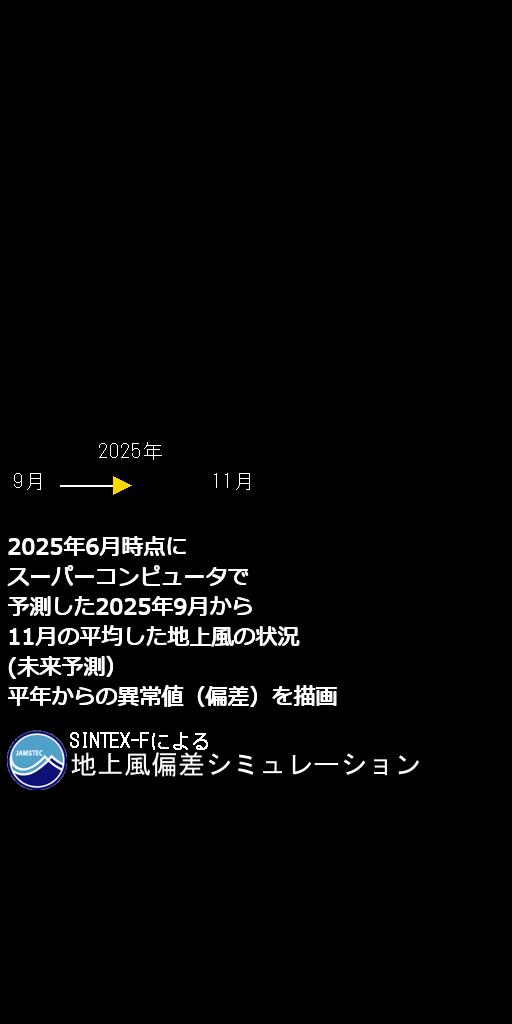 2025年
9月 11月
2025年6月時点に
スーパーコンピュータで
予測した2025年9月から
11月の平均した地上風の状況
(未来予測）
平年からの異常値（偏差）を描画
SINTEX-Fによる
JAMSTEC
地上風偏差シミュレーション